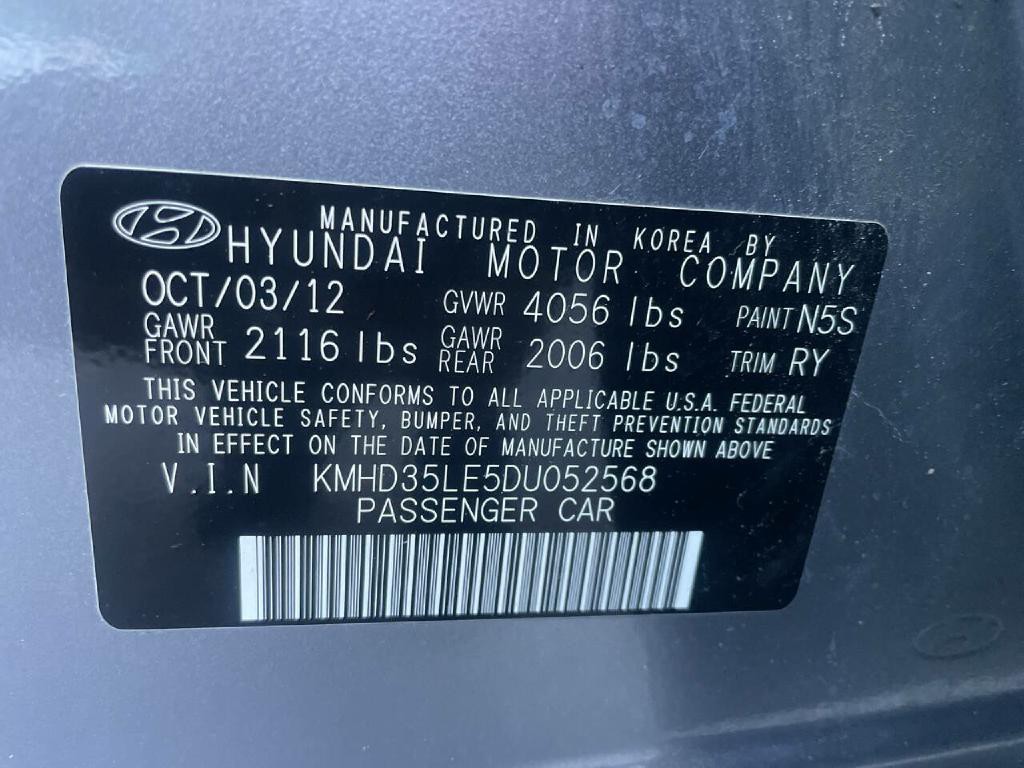 MANUFACTURED IN KOREA BY
HYUNDAI MOTOR COMPANY
OCT/03/12 GVWR 4056 lbs PAINT N5S
GAWR FRONT 2116 lbs GAWR REAR 2006 lbs TRIM RY
THIS VEHICLE CONFORMS TO ALL APPLICABLE U.S.A. FEDERAL
MOTOR VEHICLE SAFETY, BUMPER, AND THEFT PREVENTION STANDARDS
IN EFFECT ON THE DATE OF MANUFACTURE SHOWN ABOVE
V.I.N KMHD35LE5DU052568
PASSENGER CAR